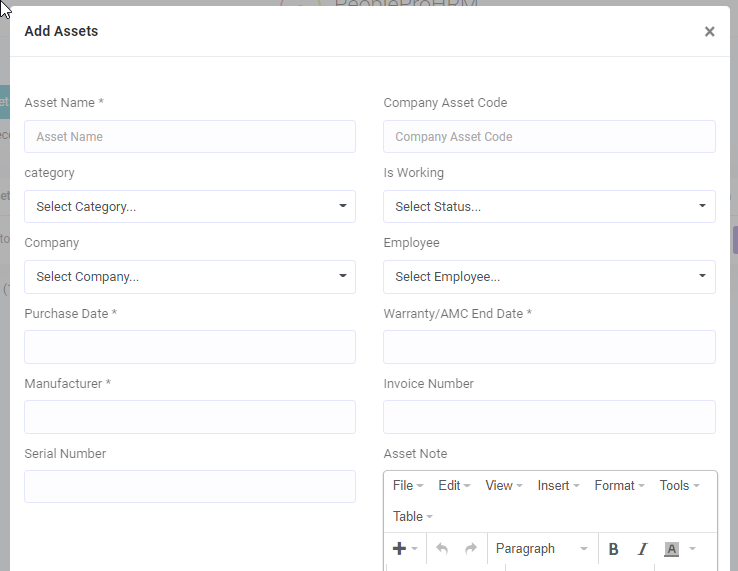 PeopleProHRM
Add Assets ×
Asset Name * Company Asset Code
Asset Name Company Asset Code
category Is Working
Select Category... Select Status...
Company Employee
Select Company... Select Employee...
Purchase Date * Warranty/AMC End Date *
Manufacturer * Invoice Number
Serial Number Asset Note
File Edit View Insert Format Tools
Table
Paragraph B I A